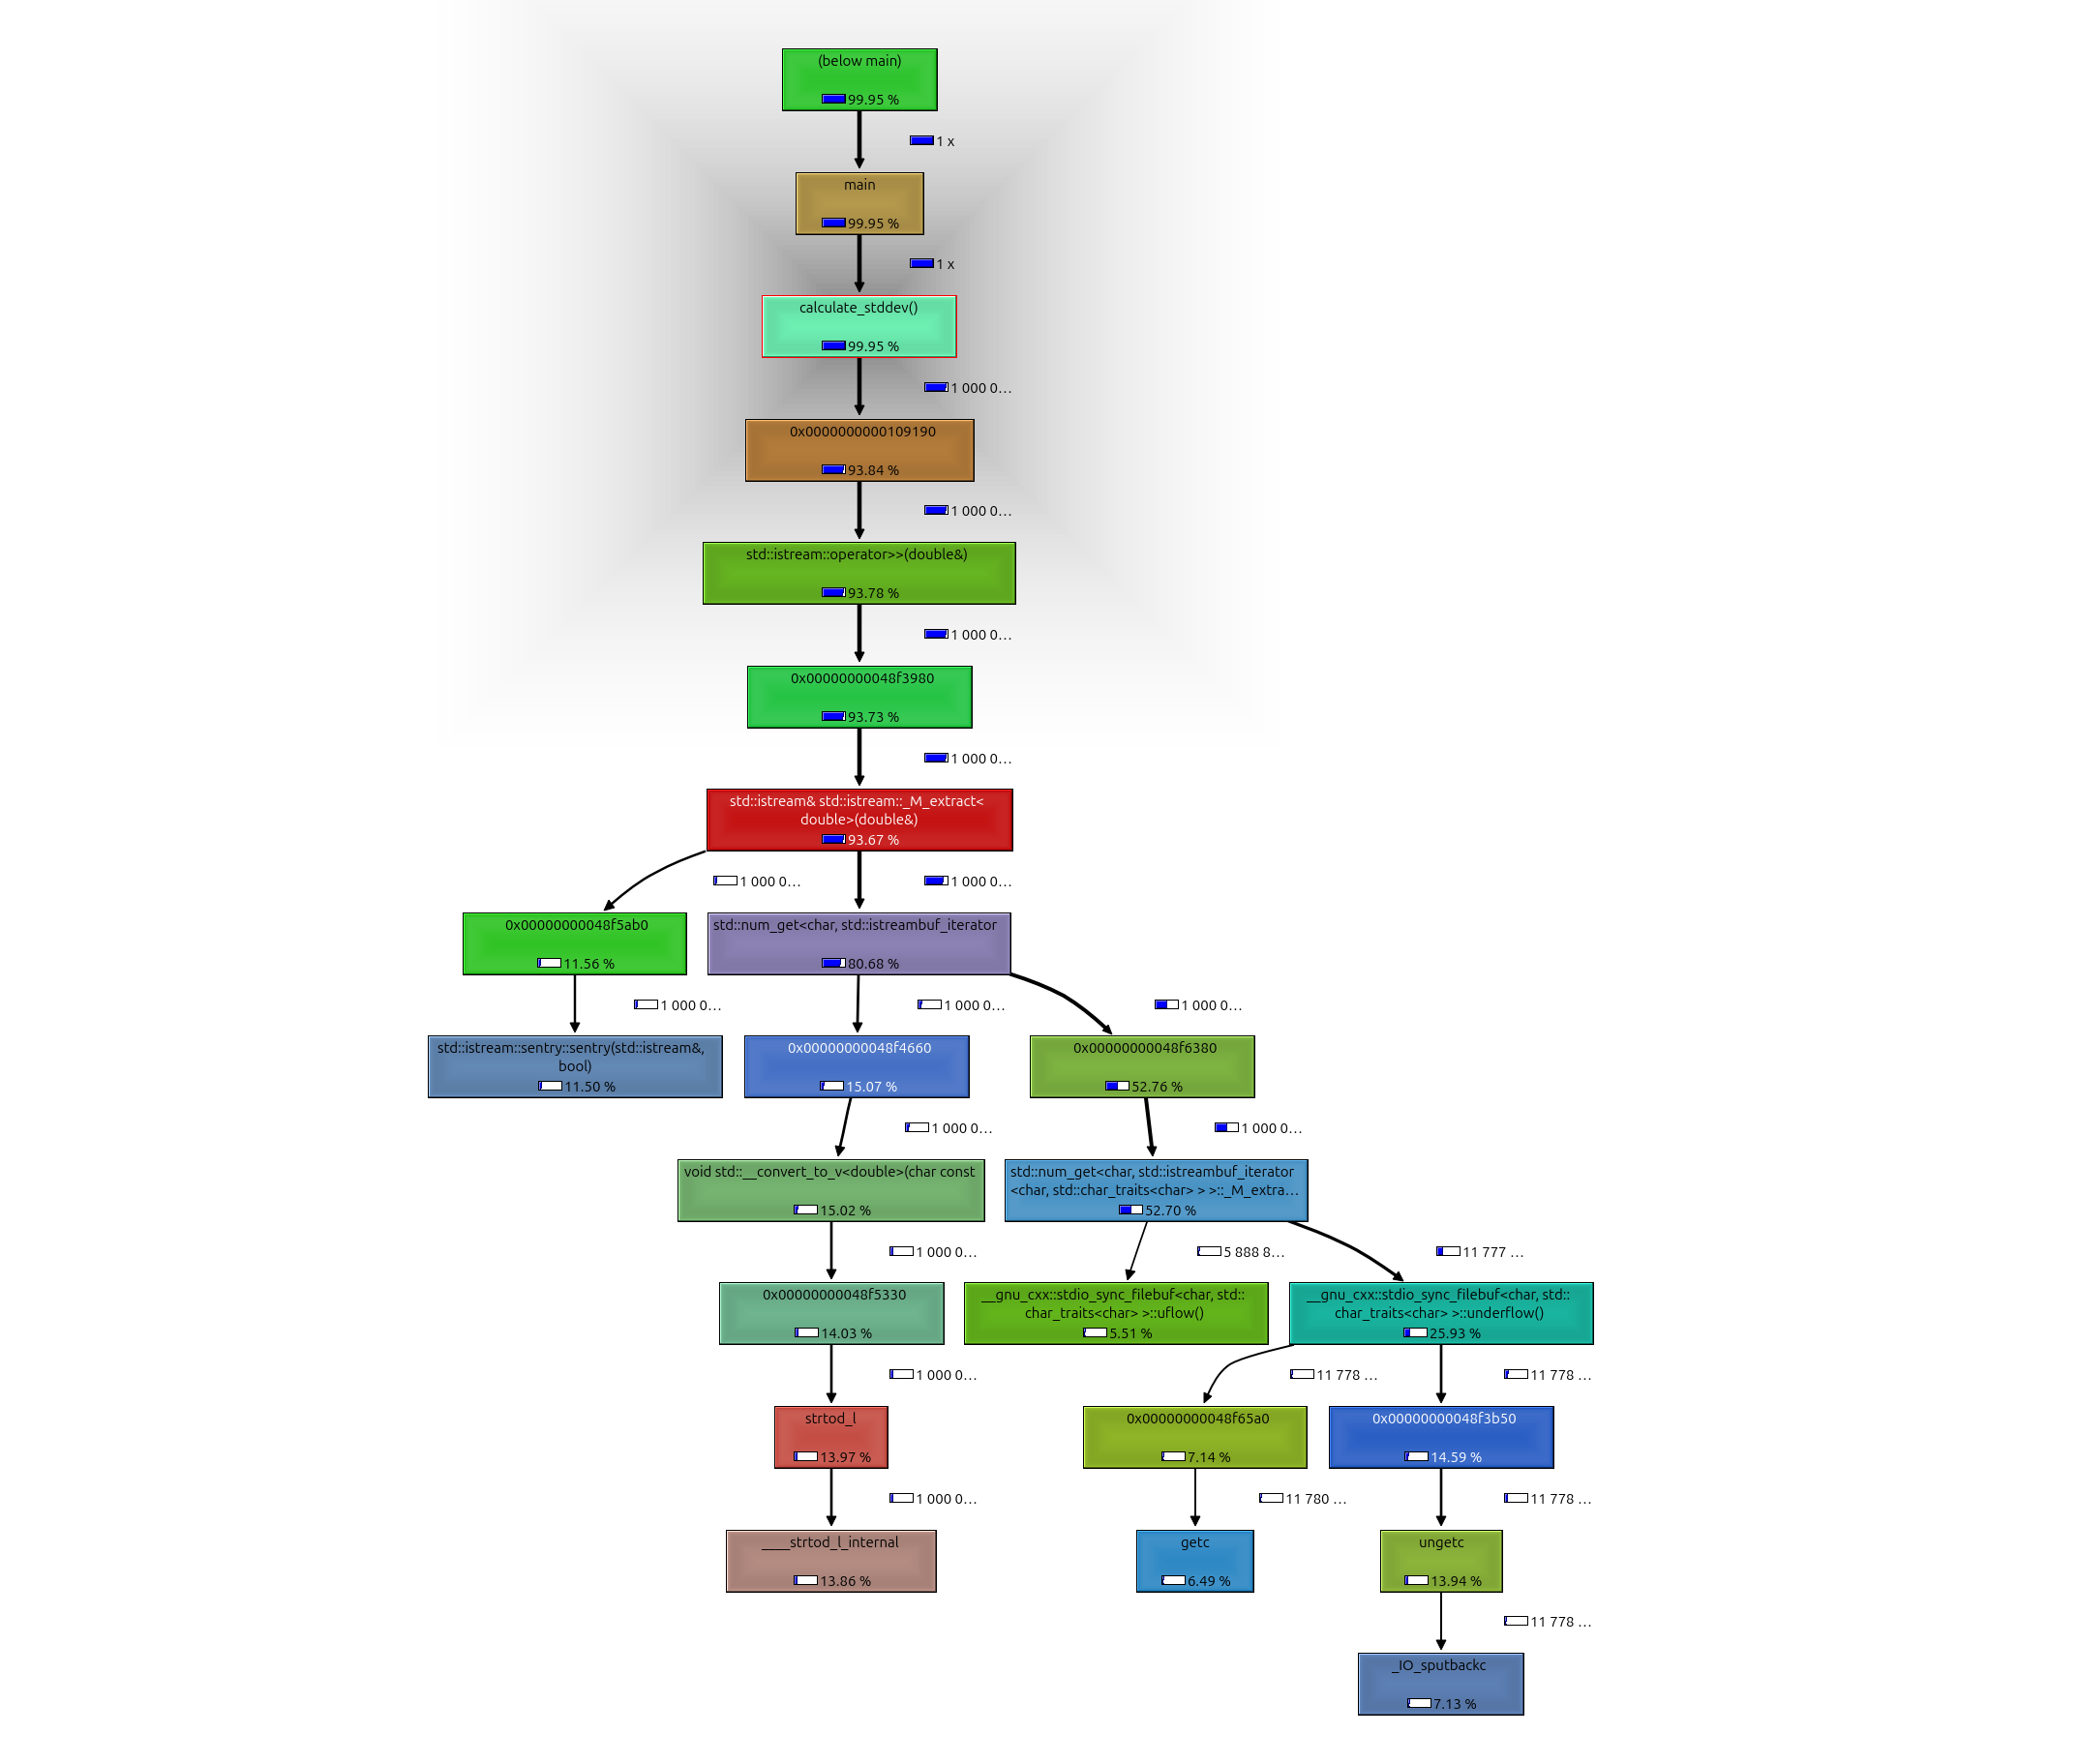 (below main)
99.95 %
1 x
main
99.95 %
1 x
calculate_stddev()
99.95 %
1 000 0…
0x0000000000109190
93.84 %
1 000 0…
std::istream::operator>>(double&)
93.78 %
1 000 0…
0x00000000048f3980
93.73 %
1 000 0…
std::istream& std::istream::_M_extract<
double>(double&)
93.67 %
1 000 0…
1 000 0…
0x00000000048f5ab0
11.56 %
std::num_get<char, std::istreambuf_iterator
80.68 %
1 000 0…
1 000 0…
1 000 0…
std::istream::sentry::sentry(std::istream&,
bool)
11.50 %
0x00000000048f4660
15.07 %
0x00000000048f6380
52.76 %
1 000 0…
1 000 0…
void std::__convert_to_v<double>(char const
15.02 %
std::num_get<char, std::istreambuf_iterator
<char, std::char_traits<char> > >::_M_extra…
52.70 %
1 000 0…
5 888 8…
11 777 …
0x00000000048f5330
14.03 %
__gnu_cxx::stdio_sync_filebuf<char, std::
char_traits<char> >::uflow()
5.51 %
__gnu_cxx::stdio_sync_filebuf<char, std::
char_traits<char> >::underflow()
25.93 %
1 000 0…
11 778 …
11 778 …
strtod_l
13.97 %
0x00000000048f65a0
7.14 %
0x00000000048f3b50
14.59 %
1 000 0…
11 780 …
11 778 …
____strtod_l_internal
13.86 %
getc
6.49 %
ungetc
13.94 %
11 778 …
_IO_sputbackc
7.13 %